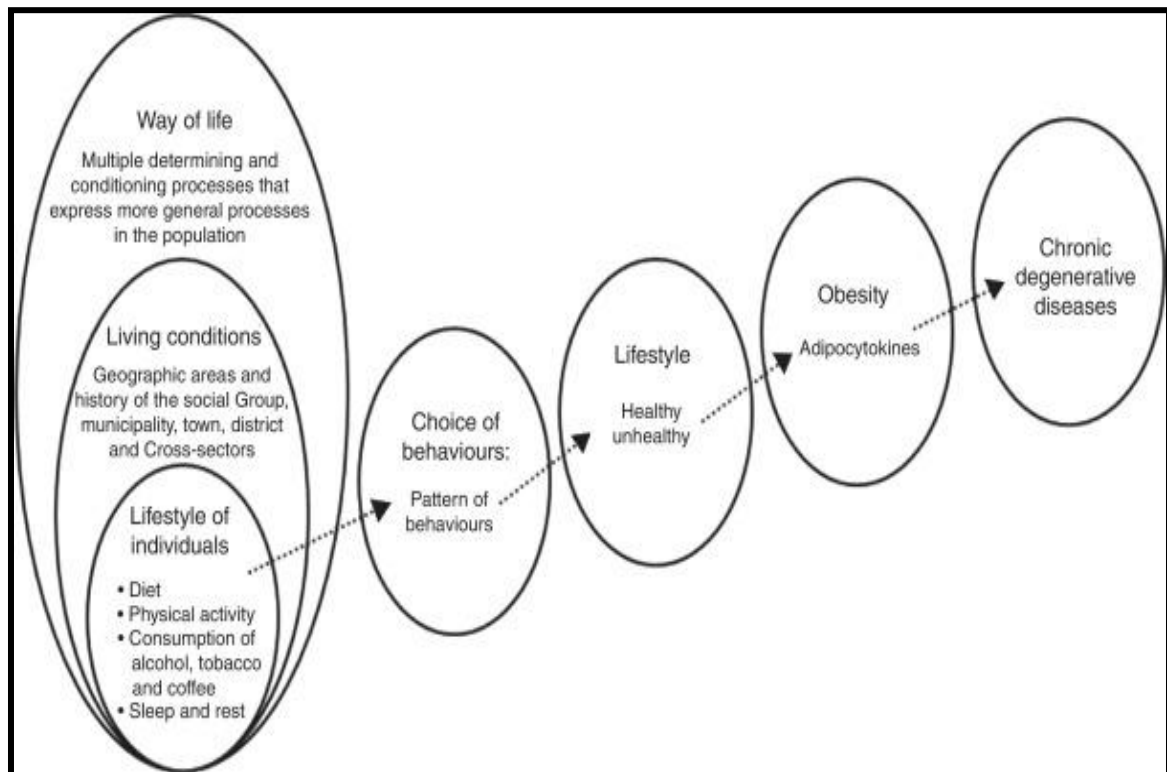 Way of life
Multiple determining and
conditioning processes that
express more general processes
in the population
Living conditions
Geographic areas and
history of the social Group,
municipality, town, district
and Cross-sectors
Lifestyle of
individuals
• Diet
• Physical activity
• Consumption of
alcohol, tobacco
and coffee
• Sleep and rest
Choice of
behaviours:
Pattern of
behaviours
Lifestyle
Healthy
unhealthy
Obesity
Adipocytokines
Chronic
degenerative
diseases